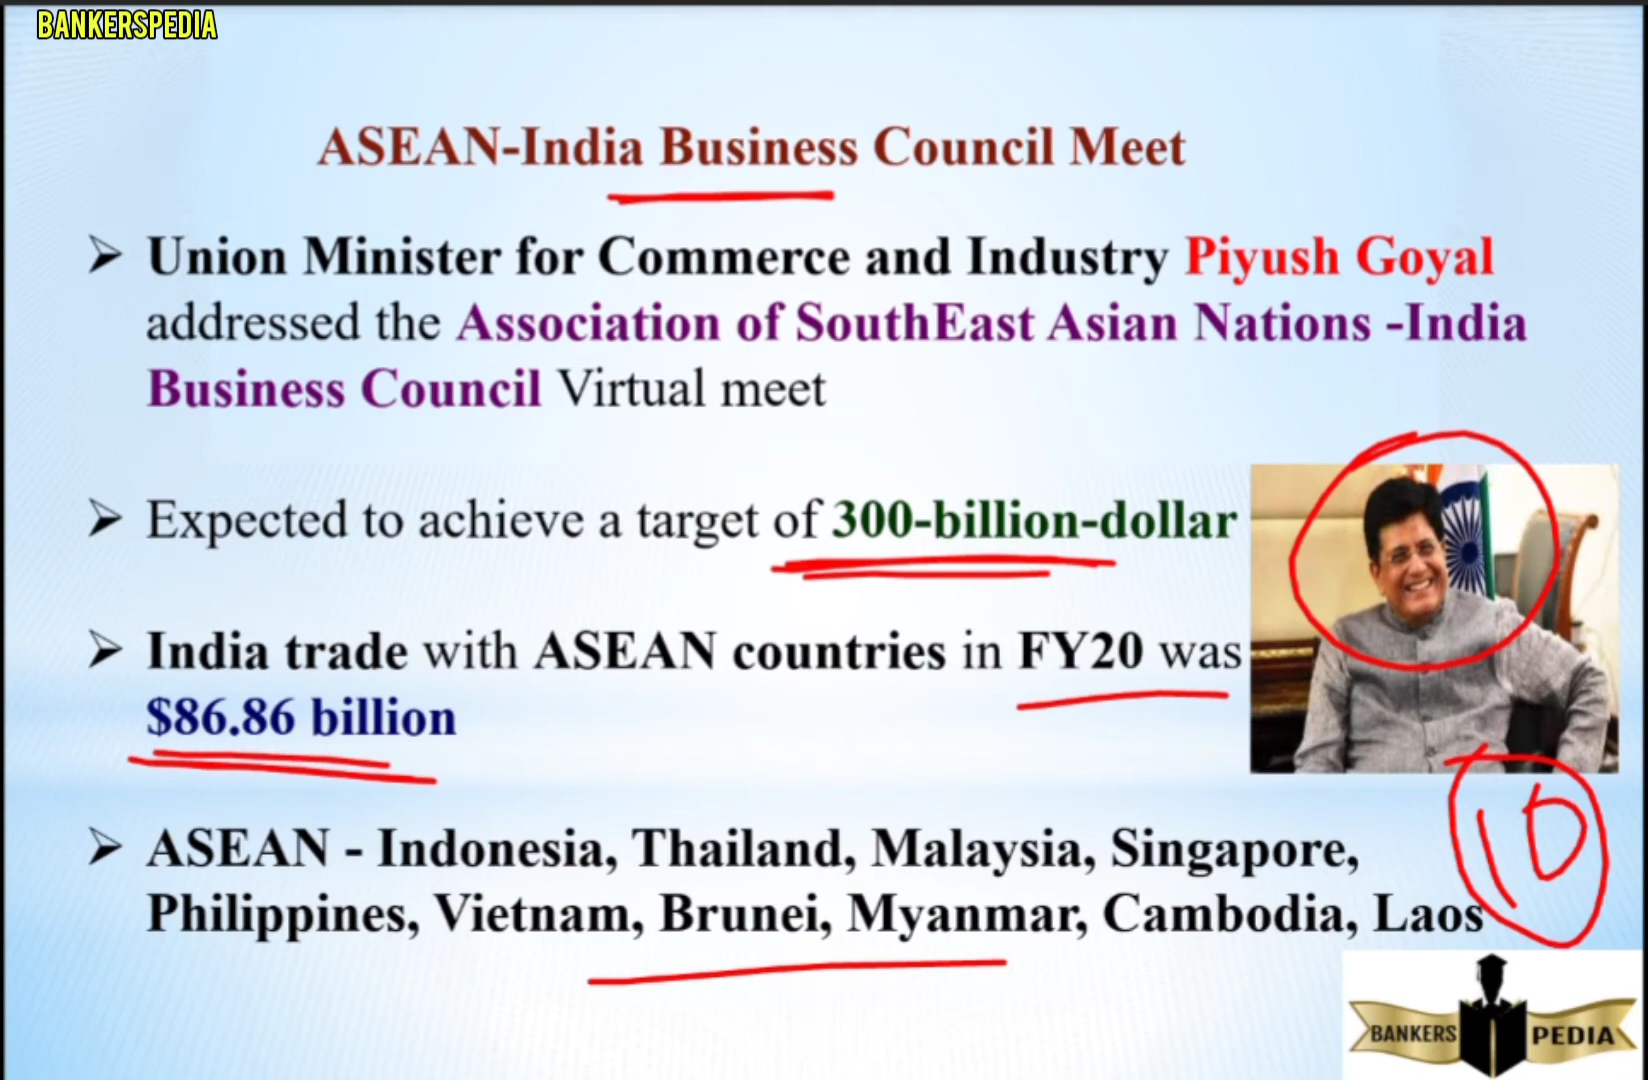 BANKERSPEDIA
ASEAN-India Business Council Meet
➢ Union Minister for Commerce and Industry Piyush Goyal
addressed the Association of SouthEast Asian Nations -India
Business Council Virtual meet
➢ Expected to achieve a target of 300-billion-dollar
➢ India trade with ASEAN countries in FY20 was
$86.86 billion
10
➢ ASEAN - Indonesia, Thailand, Malaysia, Singapore,
Philippines, Vietnam, Brunei, Myanmar, Cambodia, Laos
BANKERS PEDIA